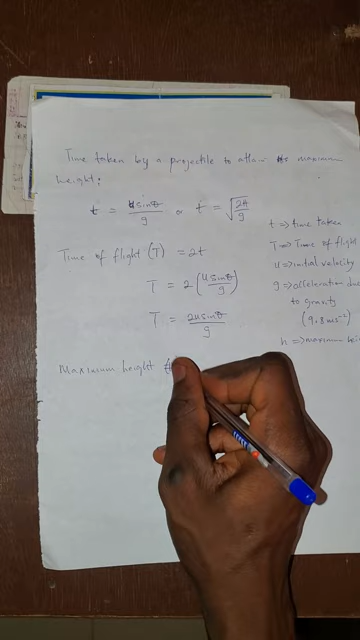 Time taken by a projectile to attain its maximum
height:
t = usinθ/g or t = √(2H/g)
t => time taken
Time of flight (T) = 2t
T => Time of flight
u => initial velocity
T = 2(usinθ/g)
g => acceleration due
to gravity
T = 2usinθ/g
(9.8ms⁻²)
h => maximum
Maximum height